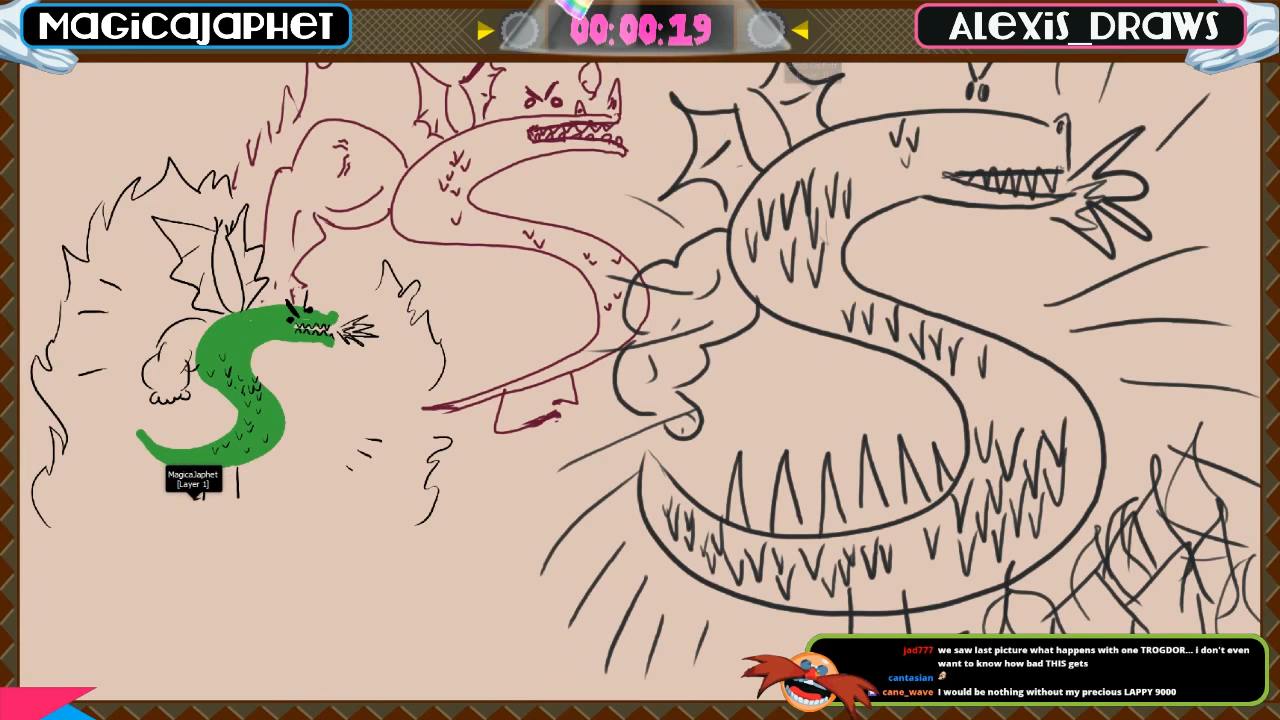 MagicaJaphet
00:00:19
Alexis_Draws
MagicaJaphet
[Layer 1]
jad777 we saw last picture what happens with one TROGDOR... i don't even
want to know how bad THIS gets
cantasian
cane_wave I would be nothing without my precious LAPPY 9000